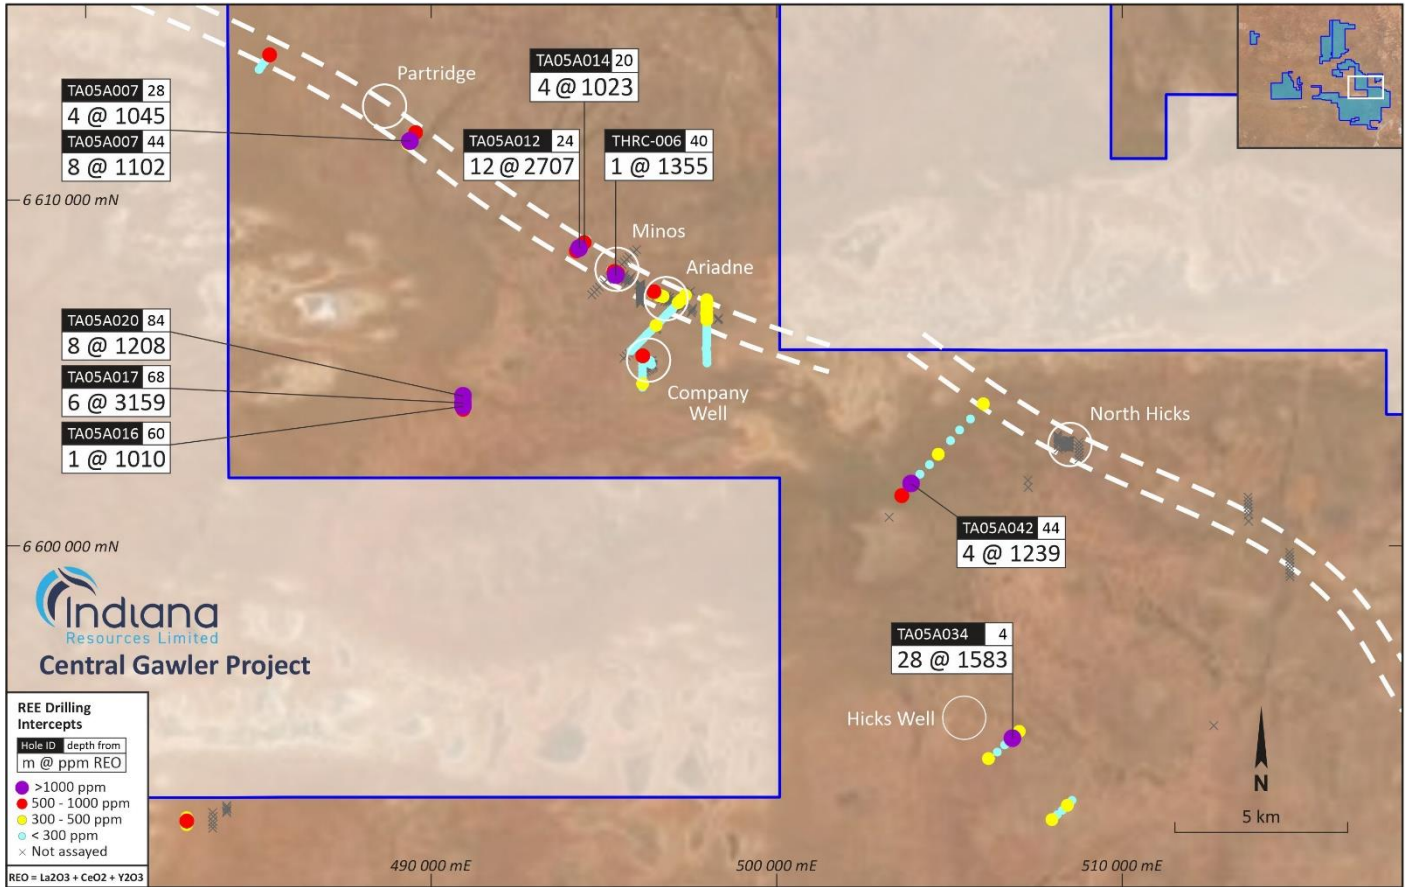 Partridge
TA05A014 20
4 @ 1023
TA05A007 28
4 @ 1045
TA05A007 44
8 @ 1102
TA05A012 24
12 @ 2707
THRC-006 40
1 @ 1355
6 610 000 mN
Minos
Ariadne
TA05A020 84
8 @ 1208
TA05A017 68
6 @ 3159
TA05A016 60
1 @ 1010
Company
Well
North Hicks
TA05A042 44
4 @ 1239
6 600 000 mN
Indiana
Resources Limited
Central Gawler Project
TA05A034 4
28 @ 1583
Hicks Well
REE Drilling
Intercepts
Hole ID depth from
m @ ppm REO
>1000 ppm
500 - 1000 ppm
300 - 500 ppm
< 300 ppm
Not assayed
REO = La2O3 + CeO2 + Y2O3
N
5 km
490 000 mE
500 000 mE
510 000 mE